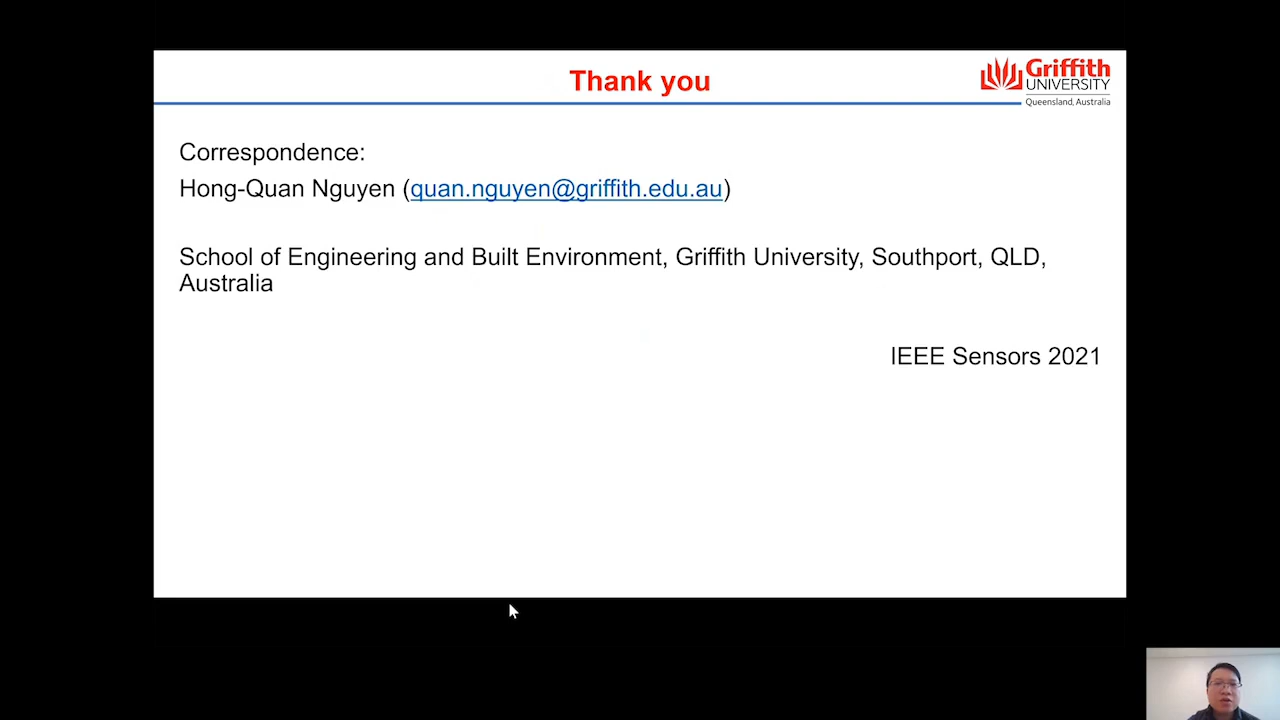 Thank you
Griffith
UNIVERSITY
Queensland, Australia
Correspondence:
Hong-Quan Nguyen (quan.nguyen@griffith.edu.au)
School of Engineering and Built Environment, Griffith University, Southport, QLD,
Australia
IEEE Sensors 2021